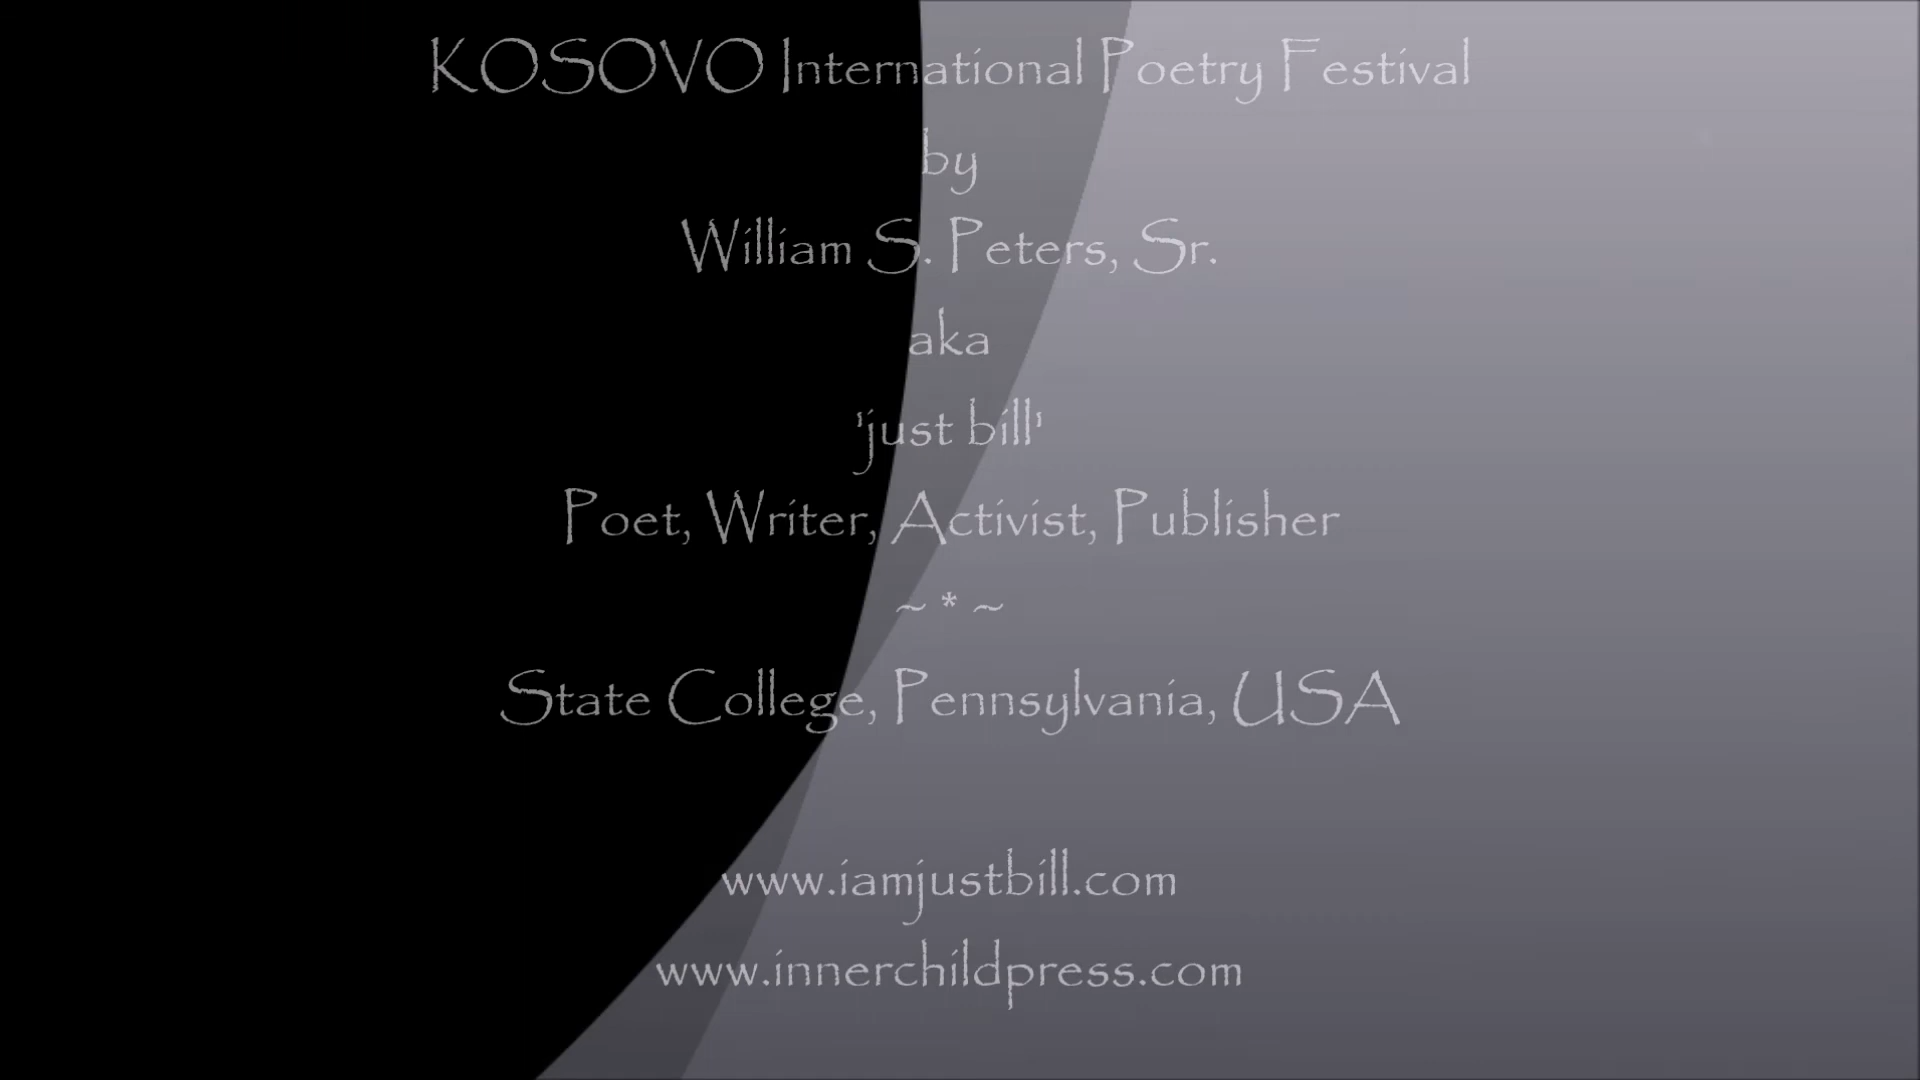 KOSOVO International Poetry Festival
by
William S. Peters, Sr.
aka
'just bill'
Poet, Writer, Activist, Publisher
~ * ~
State College, Pennsylvania, USA
www.iamjustbill.com
www.innerchildpress.com